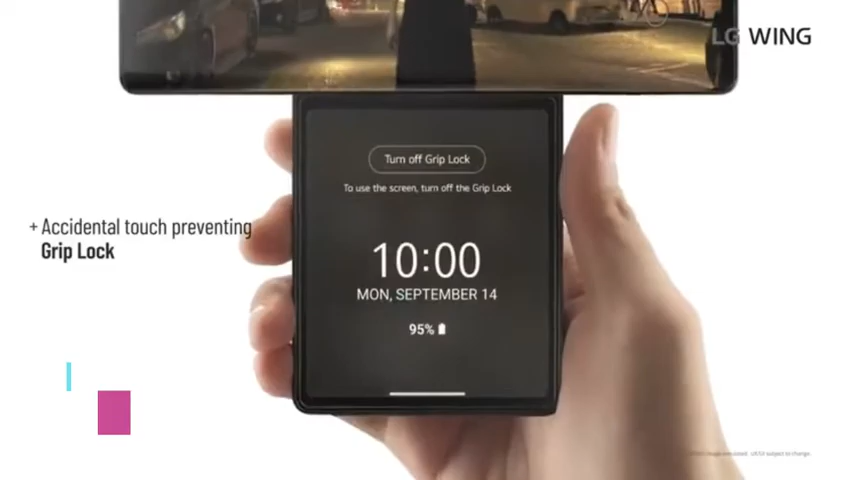 LG WING
Turn off Grip Lock
To use the screen, turn off the Grip Lock
+ Accidental touch preventing
Grip Lock
10:00
MON, SEPTEMBER 14
95%